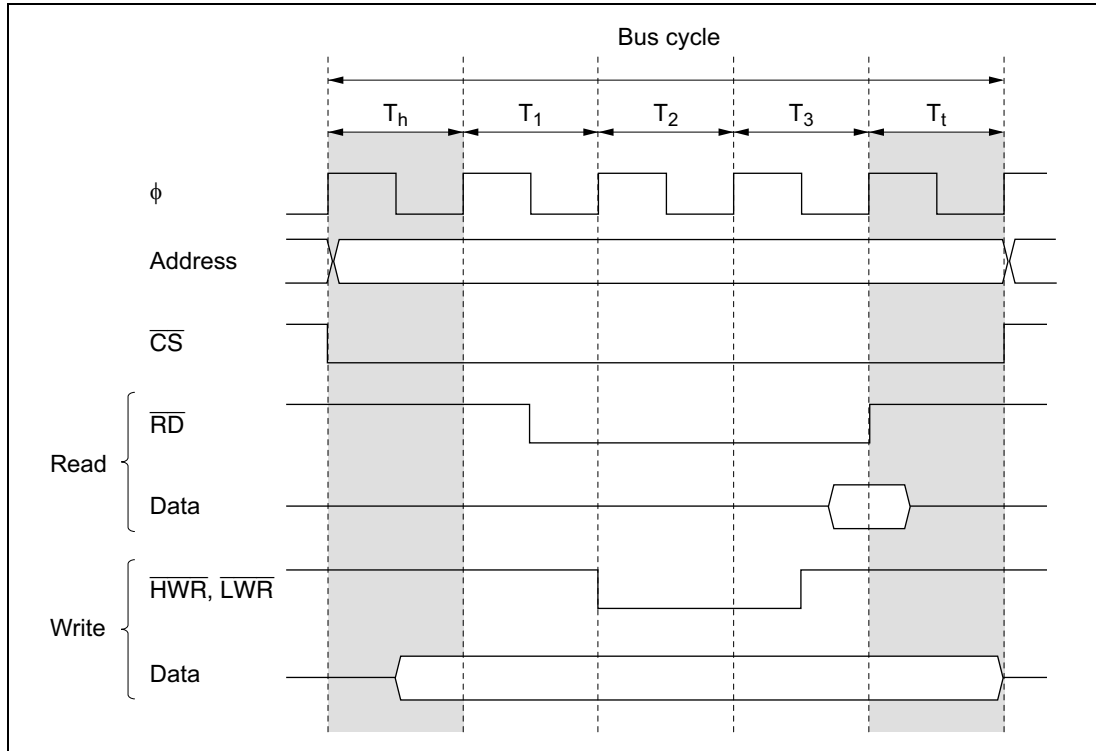 Bus cycle
Th T1 T2 T3 Tt
ϕ
Address
CS
Read
RD
Data
Write
HWR, LWR
Data